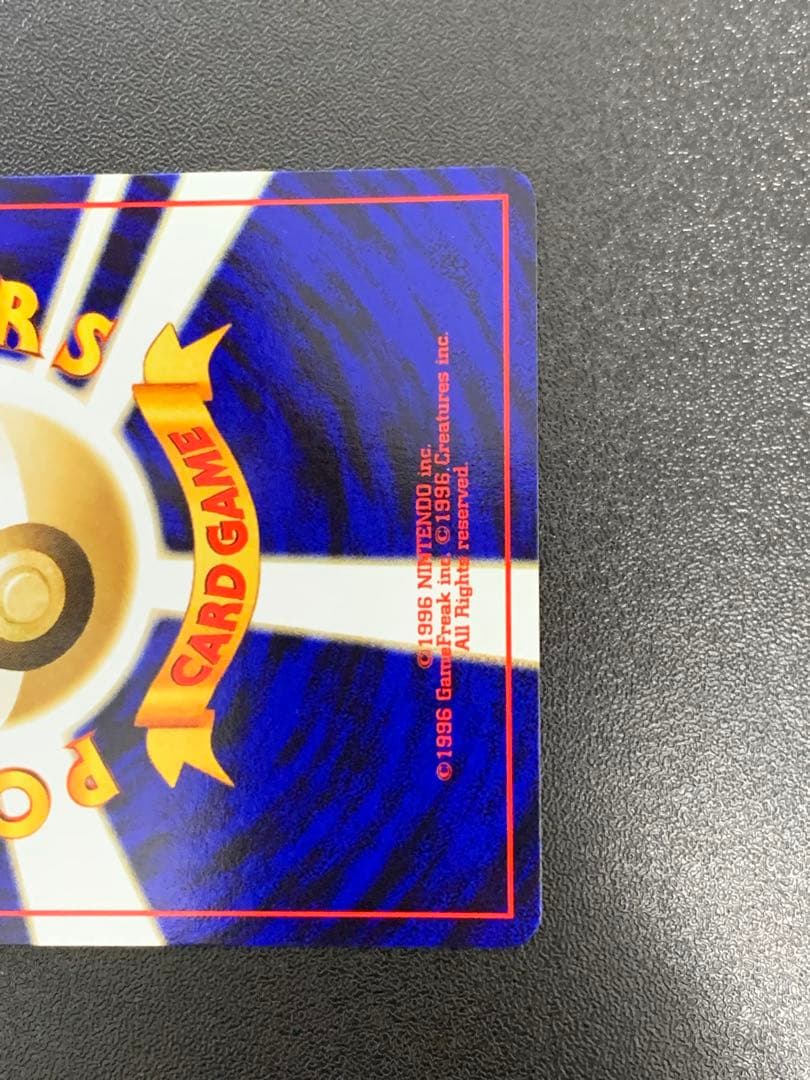 RS
PO
CARD GAME
©1996 NINTENDO inc.
©1996 GameFreak inc. ©1996 Creatures inc.
All Rights reserved.